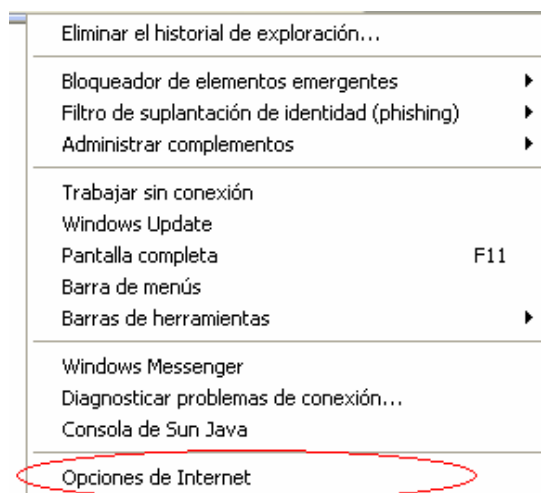 Eliminar el historial de exploración...
Bloqueador de elementos emergentes
Filtro de suplantación de identidad (phishing)
Administrar complementos
Trabajar sin conexión
Windows Update
Pantalla completa F11
Barra de menús
Barras de herramientas
Windows Messenger
Diagnosticar problemas de conexión...
Consola de Sun Java
Opciones de Internet